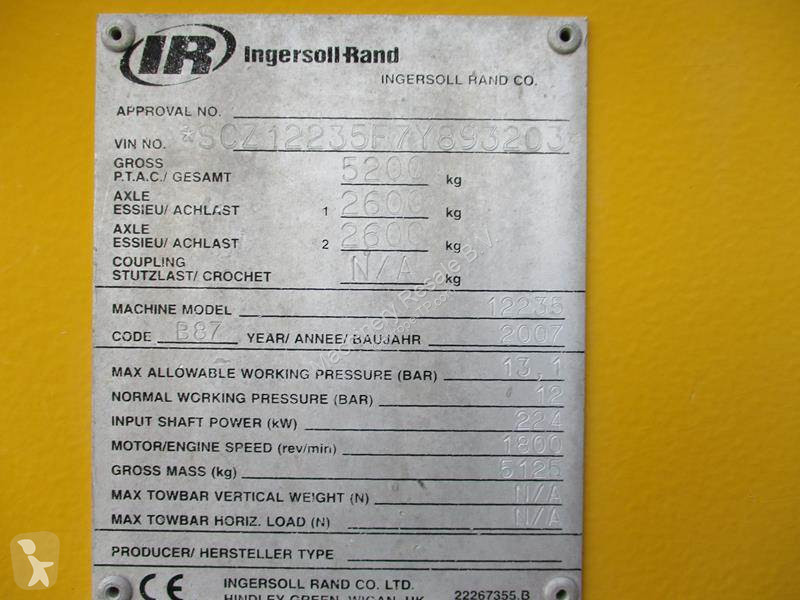 IR Ingersoll-Rand
INGERSOLL RAND CO.
APPROVAL NO.
VIN NO. *SCZ12235F7Y893203*
GROSS
P.T.A.C./ GESAMT 5200 kg
AXLE
ESSIEU/ ACHLAST 1 2600 kg
AXLE
ESSIEU/ ACHLAST 2 2600 kg
COUPLING
STUTZLAST/ CROCHET N/A kg
MACHINE MODEL 12235
CODE B87 YEAR/ ANNEE/ BAUJAHR 2007
MAX ALLOWABLE WORKING PRESSURE (BAR) 13,1
NORMAL WORKING PRESSURE (BAR) 12
INPUT SHAFT POWER (kW) 224
MOTOR/ENGINE SPEED (rev/min) 1800
GROSS MASS (kg) 5125
MAX TOWBAR VERTICAL WEIGHT (N) N/A
MAX TOWBAR HORIZ. LOAD (N) N/A
PRODUCER/ HERSTELLER TYPE
CE INGERSOLL RAND CO. LTD.
HINDLEY GREEN, WIGAN, UK 22267355.B
Machinery Resale B.V.